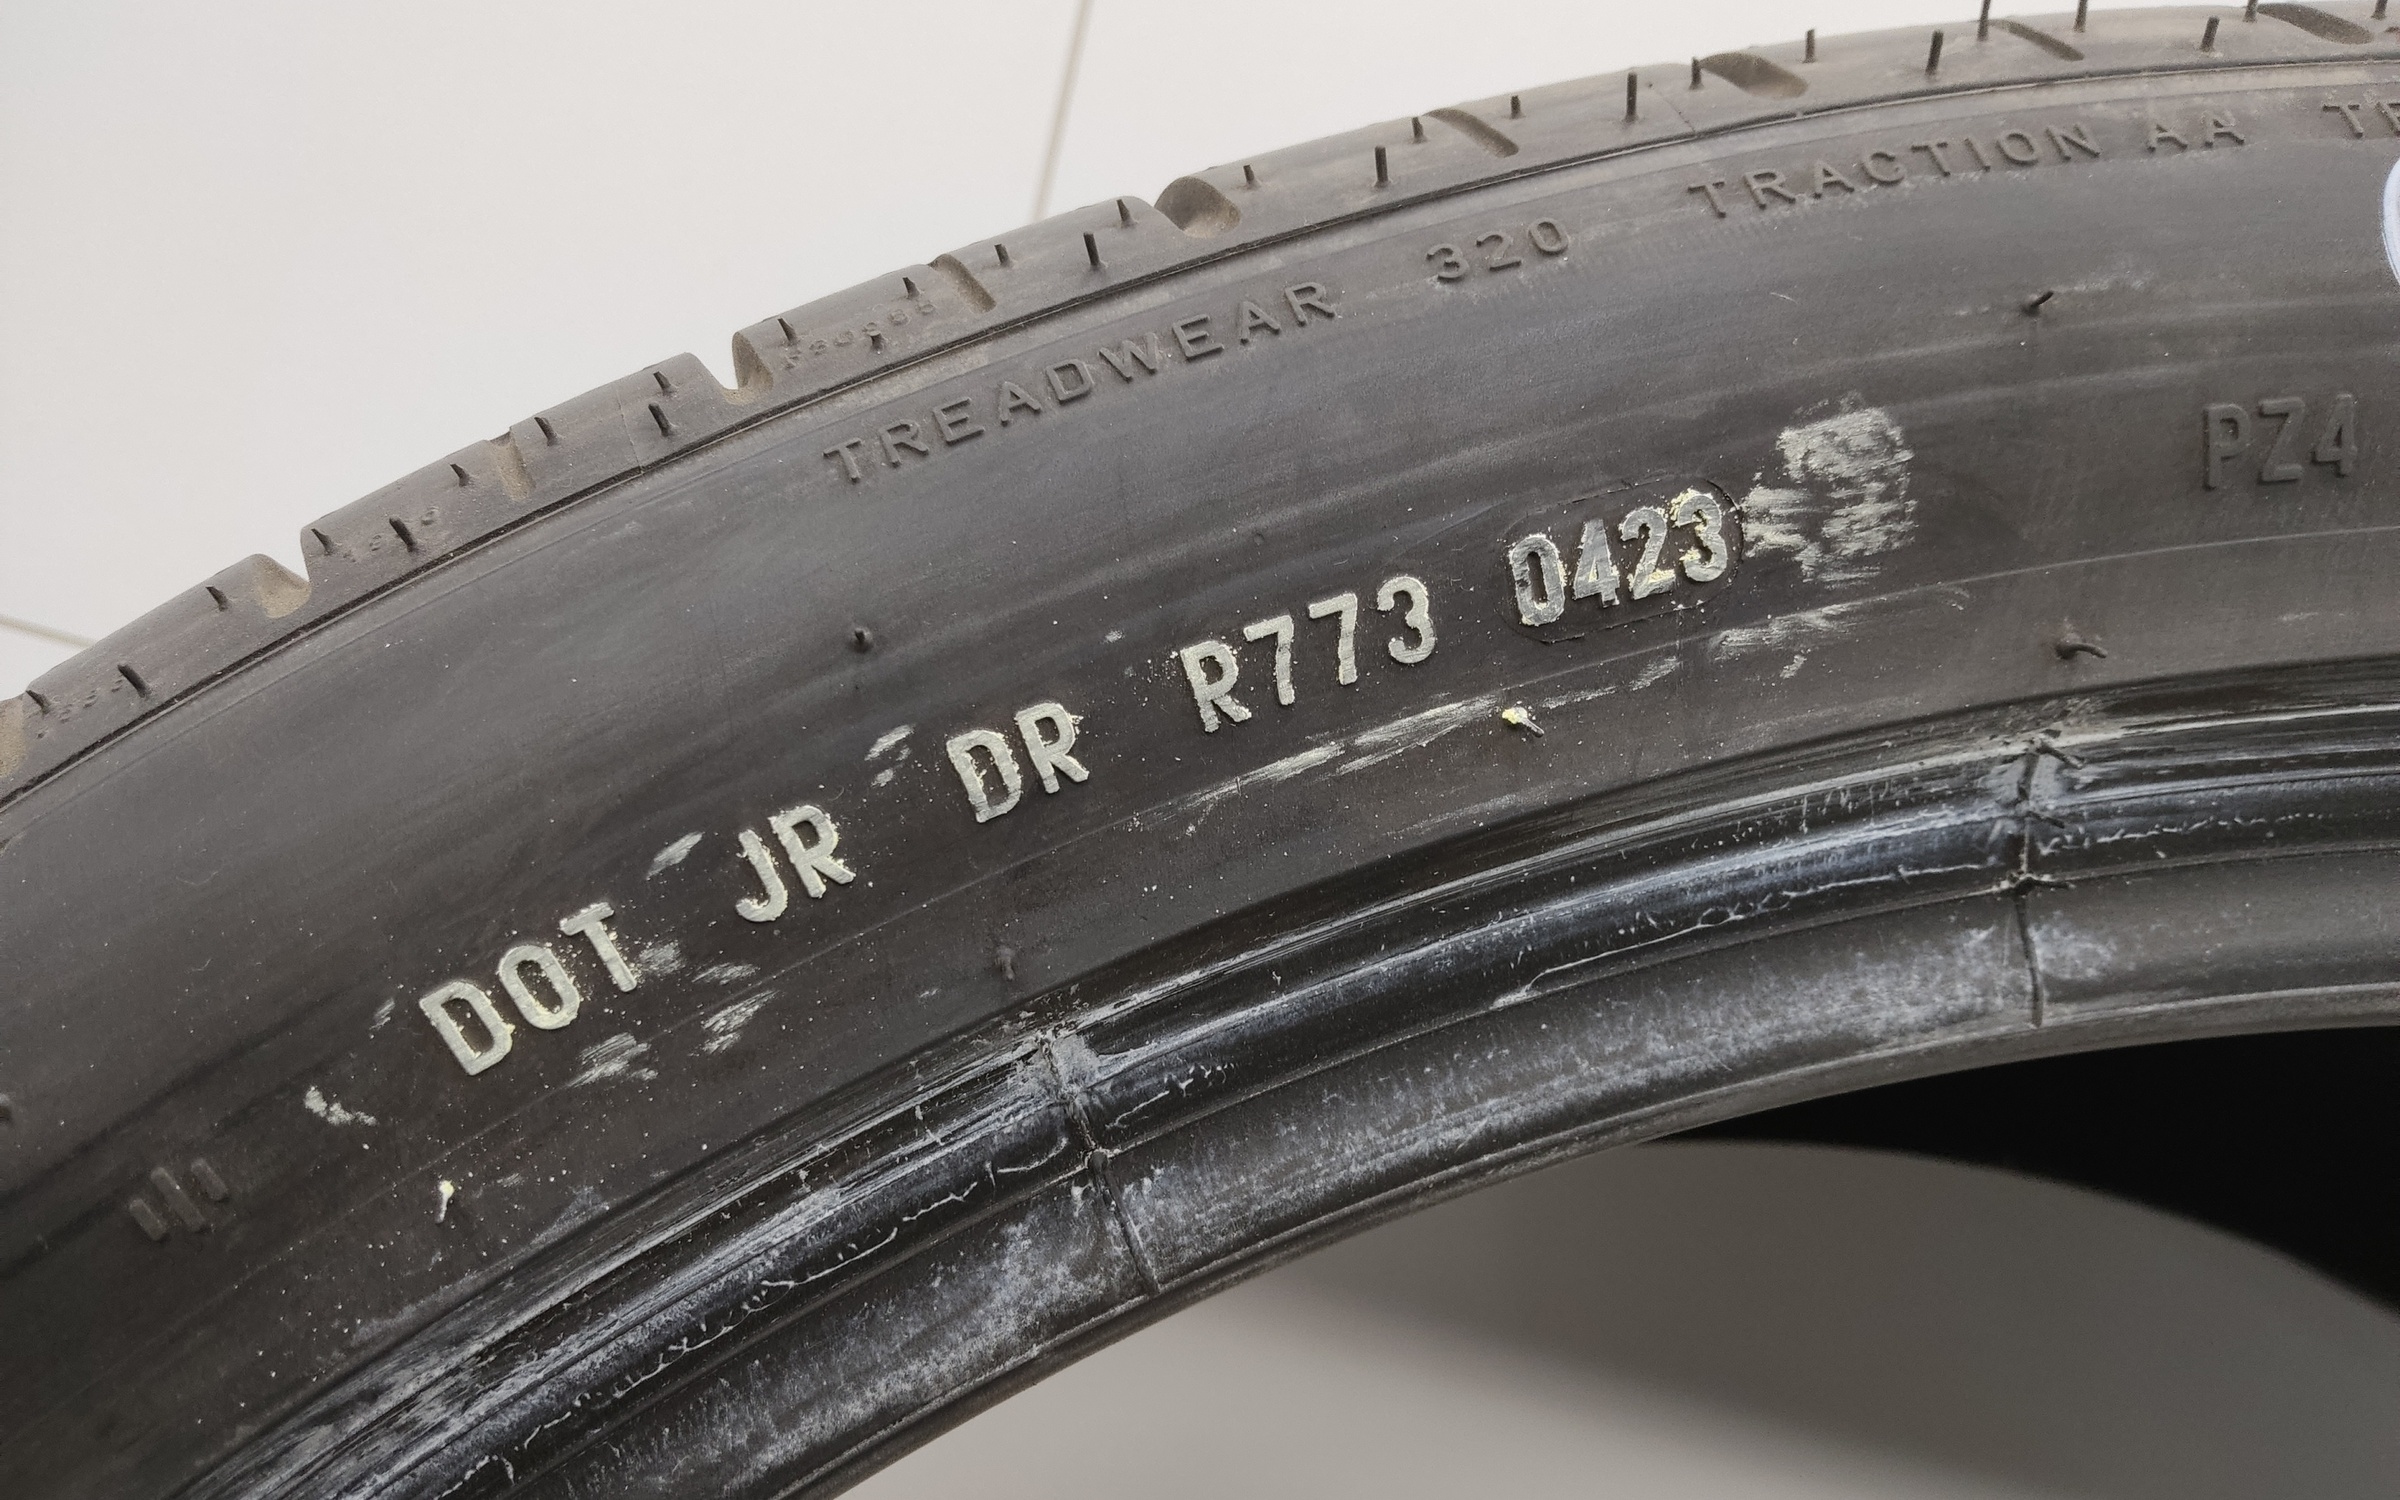 TREADWEAR 320 TRACTION AA
PZ4
DOT JR DR R773 0423